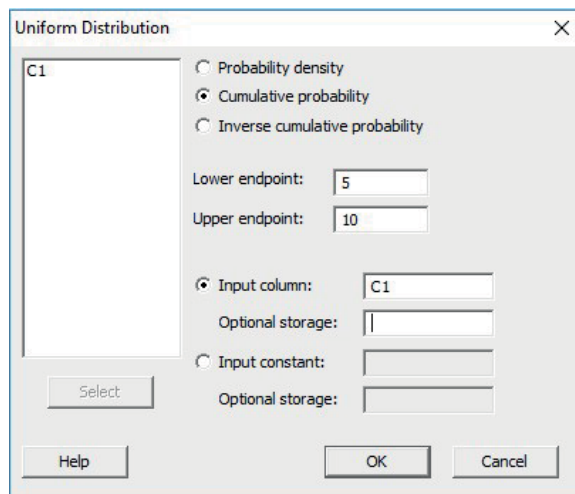 Uniform Distribution
C1
Probability density
Cumulative probability
Inverse cumulative probability
Lower endpoint: 5
Upper endpoint: 10
Input column: C1
Optional storage:
Input constant:
Optional storage:
Select
Help OK Cancel